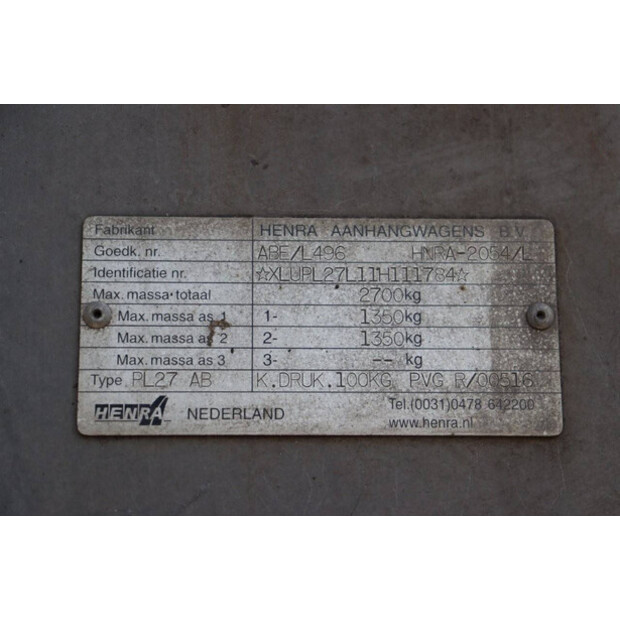 Fabrikant HENRA AANHANGWAGENS B.V.
Goedk. nr. ABE/L496 HNRA-2054/L
Identificatie nr. ☆XLUPL27L11H111784☆
Max. massa totaal 2700kg
Max. massa as 1 1- 1350kg
Max. massa as 2 2- 1350kg
Max. massa as 3 3- -- kg
Type PL27 AB K.DRUK.100KG PVG R/00516
HENRA NEDERLAND Tel.(0031)0478 642200
www.henra.nl